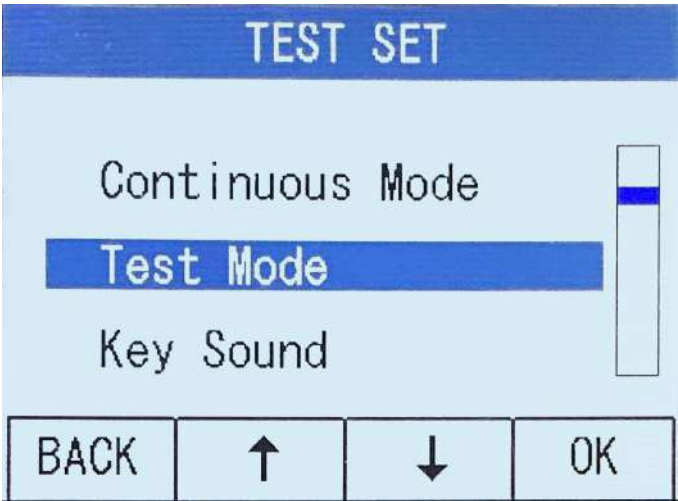 TEST SET
Continuous Mode
Test Mode
Key Sound
BACK ↑ ↓ OK